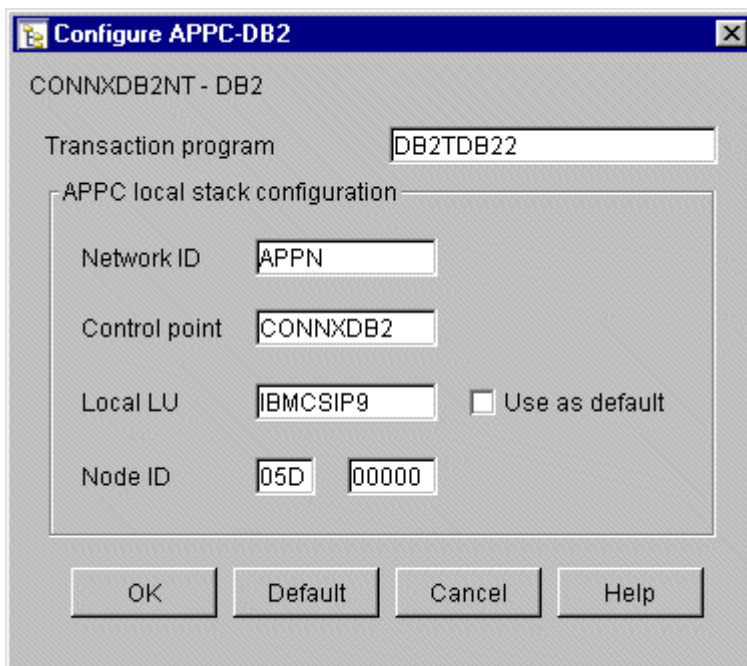 Configure APPC-DB2
CONNXDB2NT - DB2
Transaction program DB2TDB22
APPC local stack configuration
Network ID APPN
Control point CONNXDB2
Local LU IBMCSIP9 Use as default
Node ID 05D 00000
OK Default Cancel Help